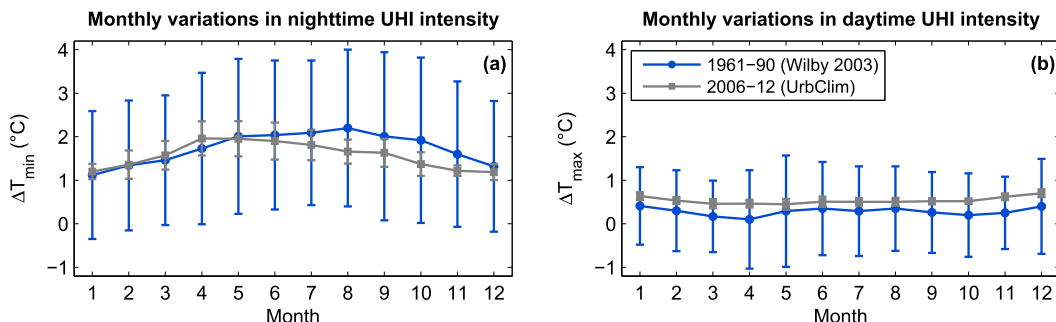 Monthly variations in nighttime UHI intensity
(a)
4
3
2
1
0
−1
ΔTmin (°C)
1 2 3 4 5 6 7 8 9 10 11 12
Month
Monthly variations in daytime UHI intensity
1961−90 (Wilby 2003)
2006−12 (UrbClim)
(b)
4
3
2
1
0
−1
ΔTmax (°C)
1 2 3 4 5 6 7 8 9 10 11 12
Month